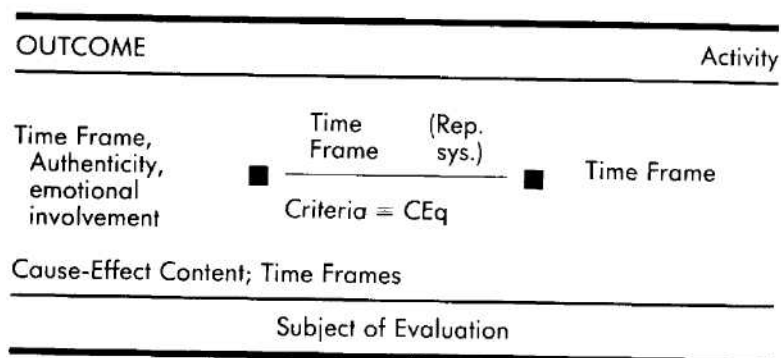 OUTCOME Activity
Time Frame,
Authenticity,
emotional
involvement
Time (Rep.
Frame sys.)
Criteria ≡ CEq
Time Frame
Cause-Effect Content; Time Frames
Subject of Evaluation